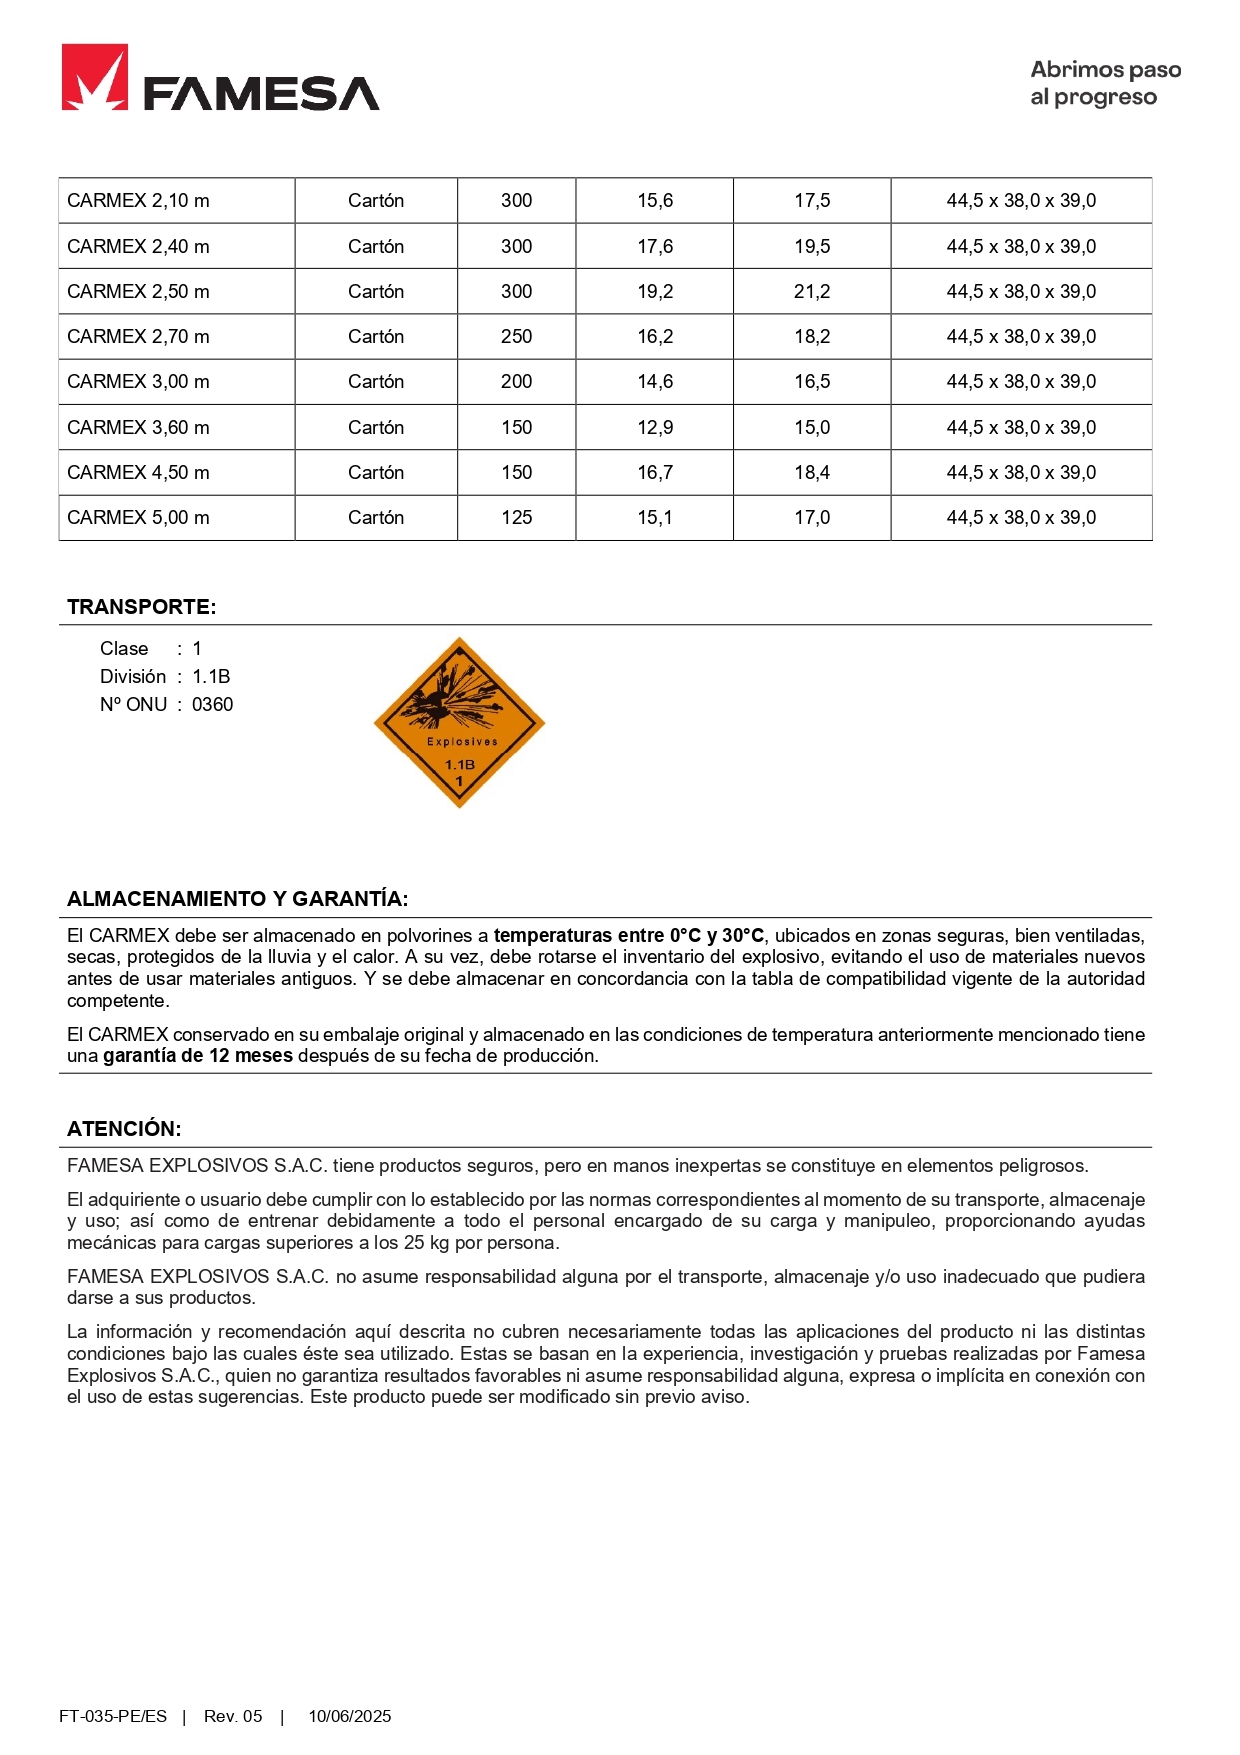 FAMESA
Abrimos paso
al progreso
CARMEX 2,10 m Cartón 300 15,6 17,5 44,5 x 38,0 x 39,0
CARMEX 2,40 m Cartón 300 17,6 19,5 44,5 x 38,0 x 39,0
CARMEX 2,50 m Cartón 300 19,2 21,2 44,5 x 38,0 x 39,0
CARMEX 2,70 m Cartón 250 16,2 18,2 44,5 x 38,0 x 39,0
CARMEX 3,00 m Cartón 200 14,6 16,5 44,5 x 38,0 x 39,0
CARMEX 3,60 m Cartón 150 12,9 15,0 44,5 x 38,0 x 39,0
CARMEX 4,50 m Cartón 150 16,7 18,4 44,5 x 38,0 x 39,0
CARMEX 5,00 m Cartón 125 15,1 17,0 44,5 x 38,0 x 39,0
TRANSPORTE:
Clase : 1
División : 1.1B
Nº ONU : 0360
Explosives
1.1B
1
ALMACENAMIENTO Y GARANTÍA:
El CARMEX debe ser almacenado en polvorines a temperaturas entre 0°C y 30°C, ubicados en zonas seguras, bien ventiladas,
secas, protegidos de la lluvia y el calor. A su vez, debe rotarse el inventario del explosivo, evitando el uso de materiales nuevos
antes de usar materiales antiguos. Y se debe almacenar en concordancia con la tabla de compatibilidad vigente de la autoridad
competente.
El CARMEX conservado en su embalaje original y almacenado en las condiciones de temperatura anteriormente mencionado tiene
una garantía de 12 meses después de su fecha de producción.
ATENCIÓN:
FAMESA EXPLOSIVOS S.A.C. tiene productos seguros, pero en manos inexpertas se constituye en elementos peligrosos.
El adquiriente o usuario debe cumplir con lo establecido por las normas correspondientes al momento de su transporte, almacenaje
y uso; así como de entrenar debidamente a todo el personal encargado de su carga y manipuleo, proporcionando ayudas
mecánicas para cargas superiores a los 25 kg por persona.
FAMESA EXPLOSIVOS S.A.C. no asume responsabilidad alguna por el transporte, almacenaje y/o uso inadecuado que pudiera
darse a sus productos.
La información y recomendación aquí descrita no cubren necesariamente todas las aplicaciones del producto ni las distintas
condiciones bajo las cuales éste sea utilizado. Estas se basan en la experiencia, investigación y pruebas realizadas por Famesa
Explosivos S.A.C., quien no garantiza resultados favorables ni asume responsabilidad alguna, expresa o implícita en conexión con
el uso de estas sugerencias. Este producto puede ser modificado sin previo aviso.
FT-035-PE/ES | Rev. 05 | 10/06/2025